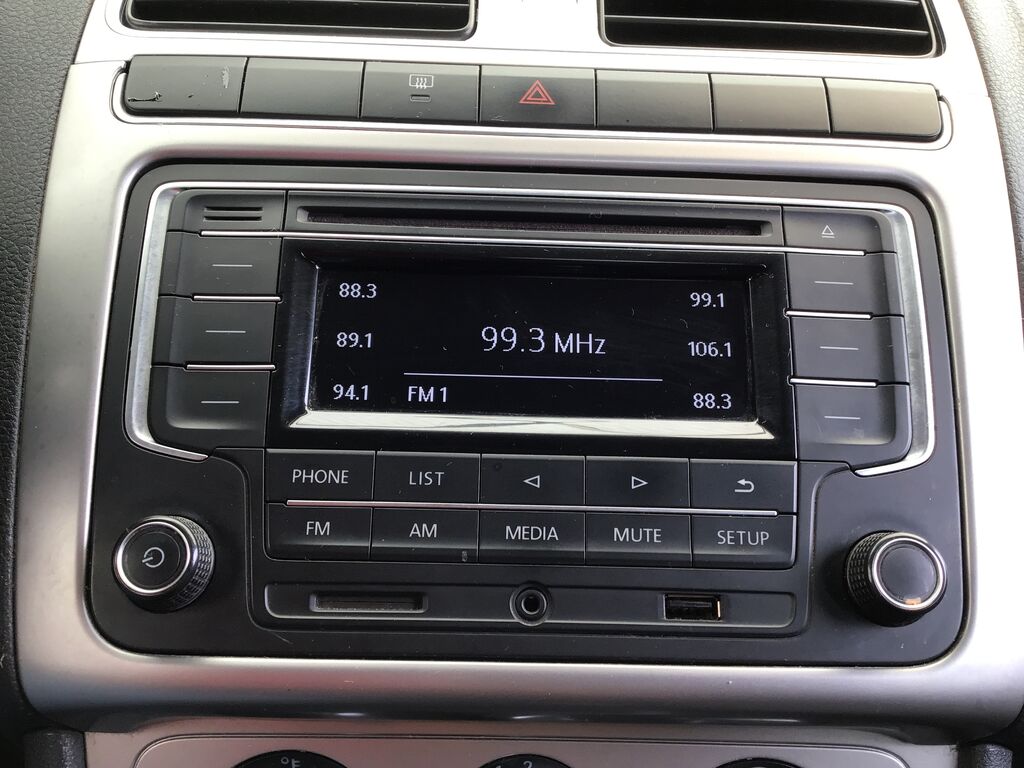 88.3
99.1
89.1
99.3 MHz
106.1
94.1
FM 1
88.3
PHONE
LIST
FM
AM
MEDIA
MUTE
SETUP
°F
2